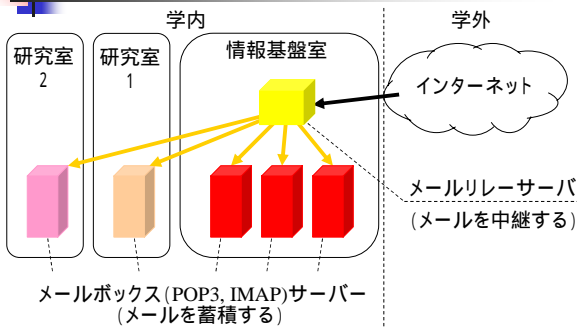 学内
学外
研究室
2
研究室
1
情報基盤室
インターネット
メールリレーサーバ
(メールを中継する)
メールボックス(POP3, IMAP)サーバー
(メールを蓄積する)